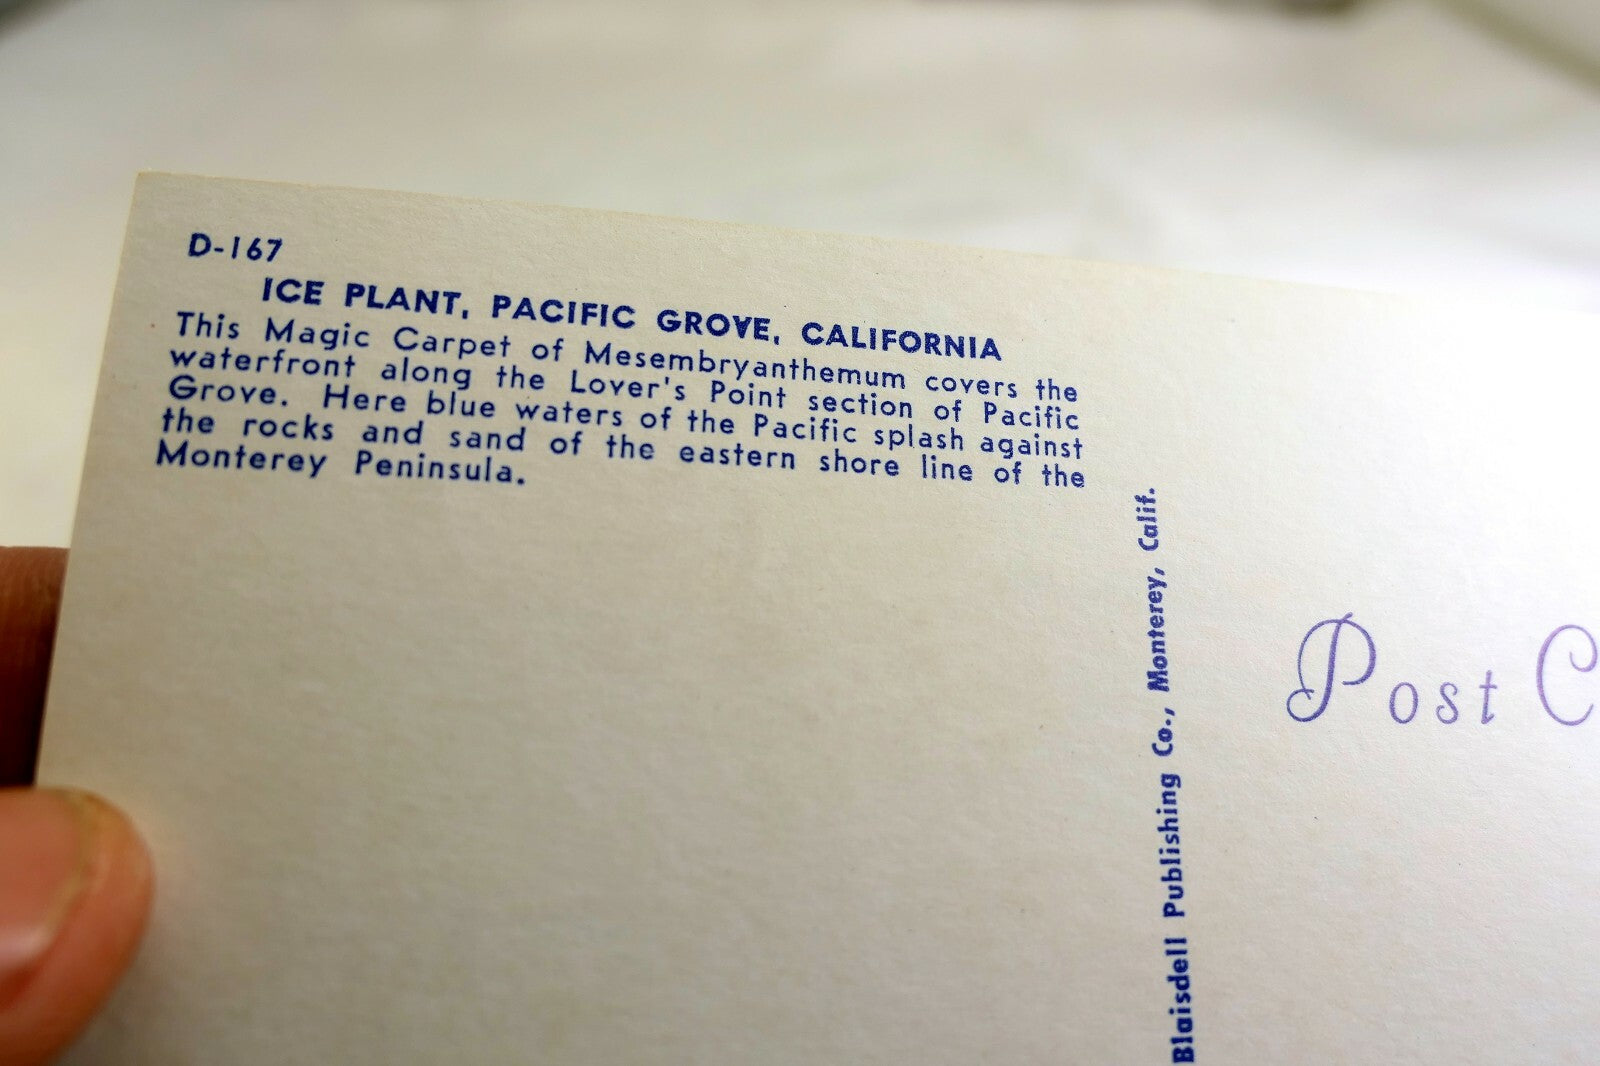 D-167
ICE PLANT, PACIFIC GROVE, CALIFORNIA
This Magic Carpet of Mesembryanthemum covers the
waterfront along the Lover's Point section of Pacific
Grove. Here blue waters of the Pacific splash against
the rocks and sand of the eastern shore line of the
Monterey Peninsula.
Blaisdell Publishing Co., Monterey, Calif.
Post C